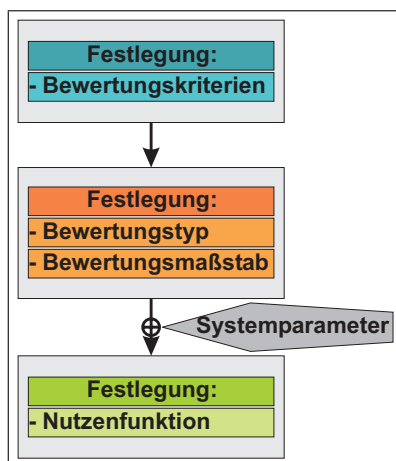 Festlegung:
- Bewertungskriterien
Festlegung:
- Bewertungstyp
- Bewertungsmaßstab
Systemparameter
Festlegung:
- Nutzenfunktion